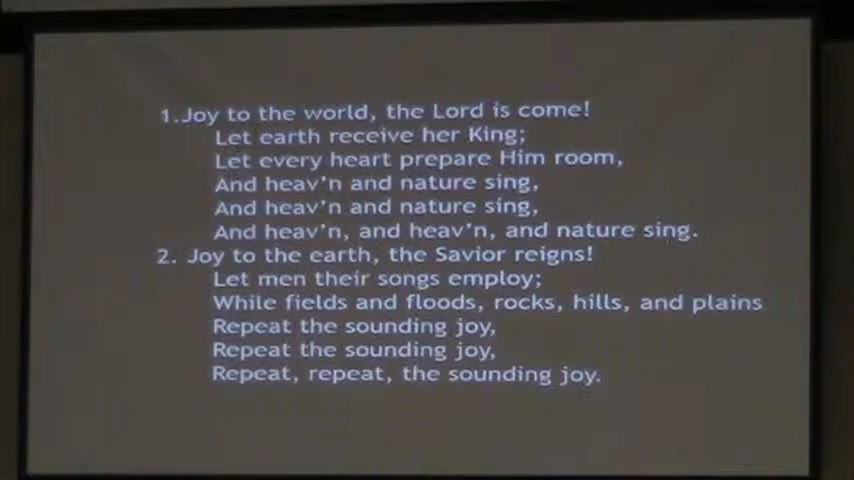 1.Joy to the world, the Lord is come!
Let earth receive her King;
Let every heart prepare Him room,
And heav'n and nature sing,
And heav'n and nature sing,
And heav'n, and heav'n, and nature sing.
2. Joy to the earth, the Savior reigns!
Let men their songs employ;
While fields and floods, rocks, hills, and plains
Repeat the sounding joy,
Repeat the sounding joy,
Repeat, repeat, the sounding joy.